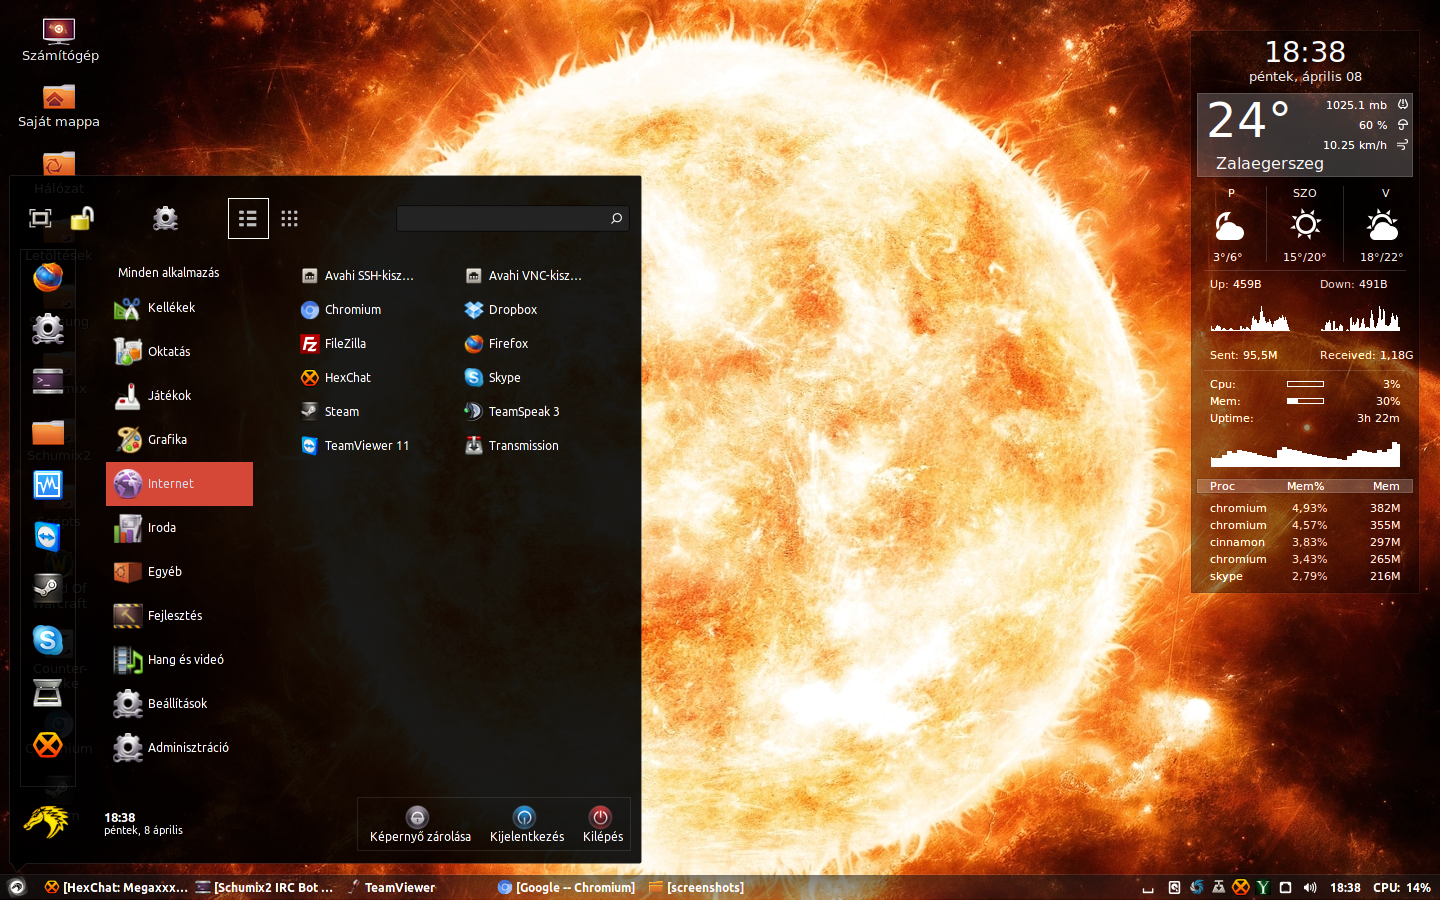 Számítógép
Saját mappa
Hálózat
Letöltések
Minden alkalmazás
Kellékek
Oktatás
Játékok
Grafika
Internet
Iroda
Egyéb
Fejlesztés
Hang és videó
Beállítások
Adminisztráció
Avahi SSH-kisz...
Avahi VNC-kisz...
Chromium
Dropbox
FileZilla
Firefox
HexChat
Skype
Steam
TeamSpeak 3
TeamViewer 11
Transmission
Schumix2
18:38
péntek, 8 április
Képernyő zárolása
Kijelentkezés
Kilépés
18:38
péntek, április 08
24°
1025.1 mb
60 %
10.25 km/h
Zalaegerszeg
P SZO V
3°/6° 15°/20° 18°/22°
Up: 459B Down: 491B
Sent: 95,5M Received: 1,18G
Cpu: 3%
Mem: 30%
Uptime: 3h 22m
Proc Mem% Mem
chromium 4,93% 382M
chromium 4,57% 355M
cinnamon 3,83% 297M
chromium 3,43% 265M
skype 2,79% 216M
[HexChat: Megaxxx...
[Schumix2 IRC Bot ...
TeamViewer
[Google -- Chromium]
[screenshots]
18:38
CPU: 14%